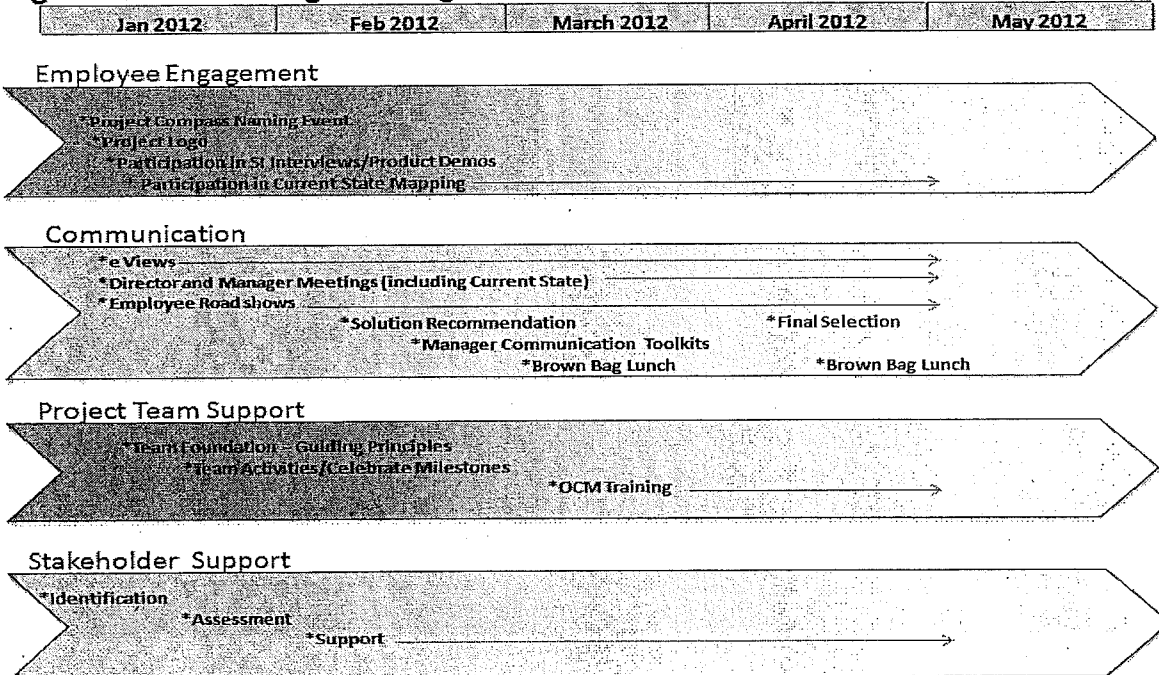 Jan 2012 Feb 2012 March 2012 April 2012 May 2012
Employee Engagement
*Project Compass Naming Event
*Project Logo
*Participation in SI Interviews/Product Demos
*Participation in Current State Mapping
Communication
*e Views
*Director and Manager Meetings (including Current State)
*Employee Road shows
*Solution Recommendation *Final Selection
*Manager Communication Toolkits
*Brown Bag Lunch *Brown Bag Lunch
Project Team Support
*Team Foundation – Guiding Principles
*Team Activities/Celebrate Milestones
*OCM Training
Stakeholder Support
*Identification
*Assessment
*Support